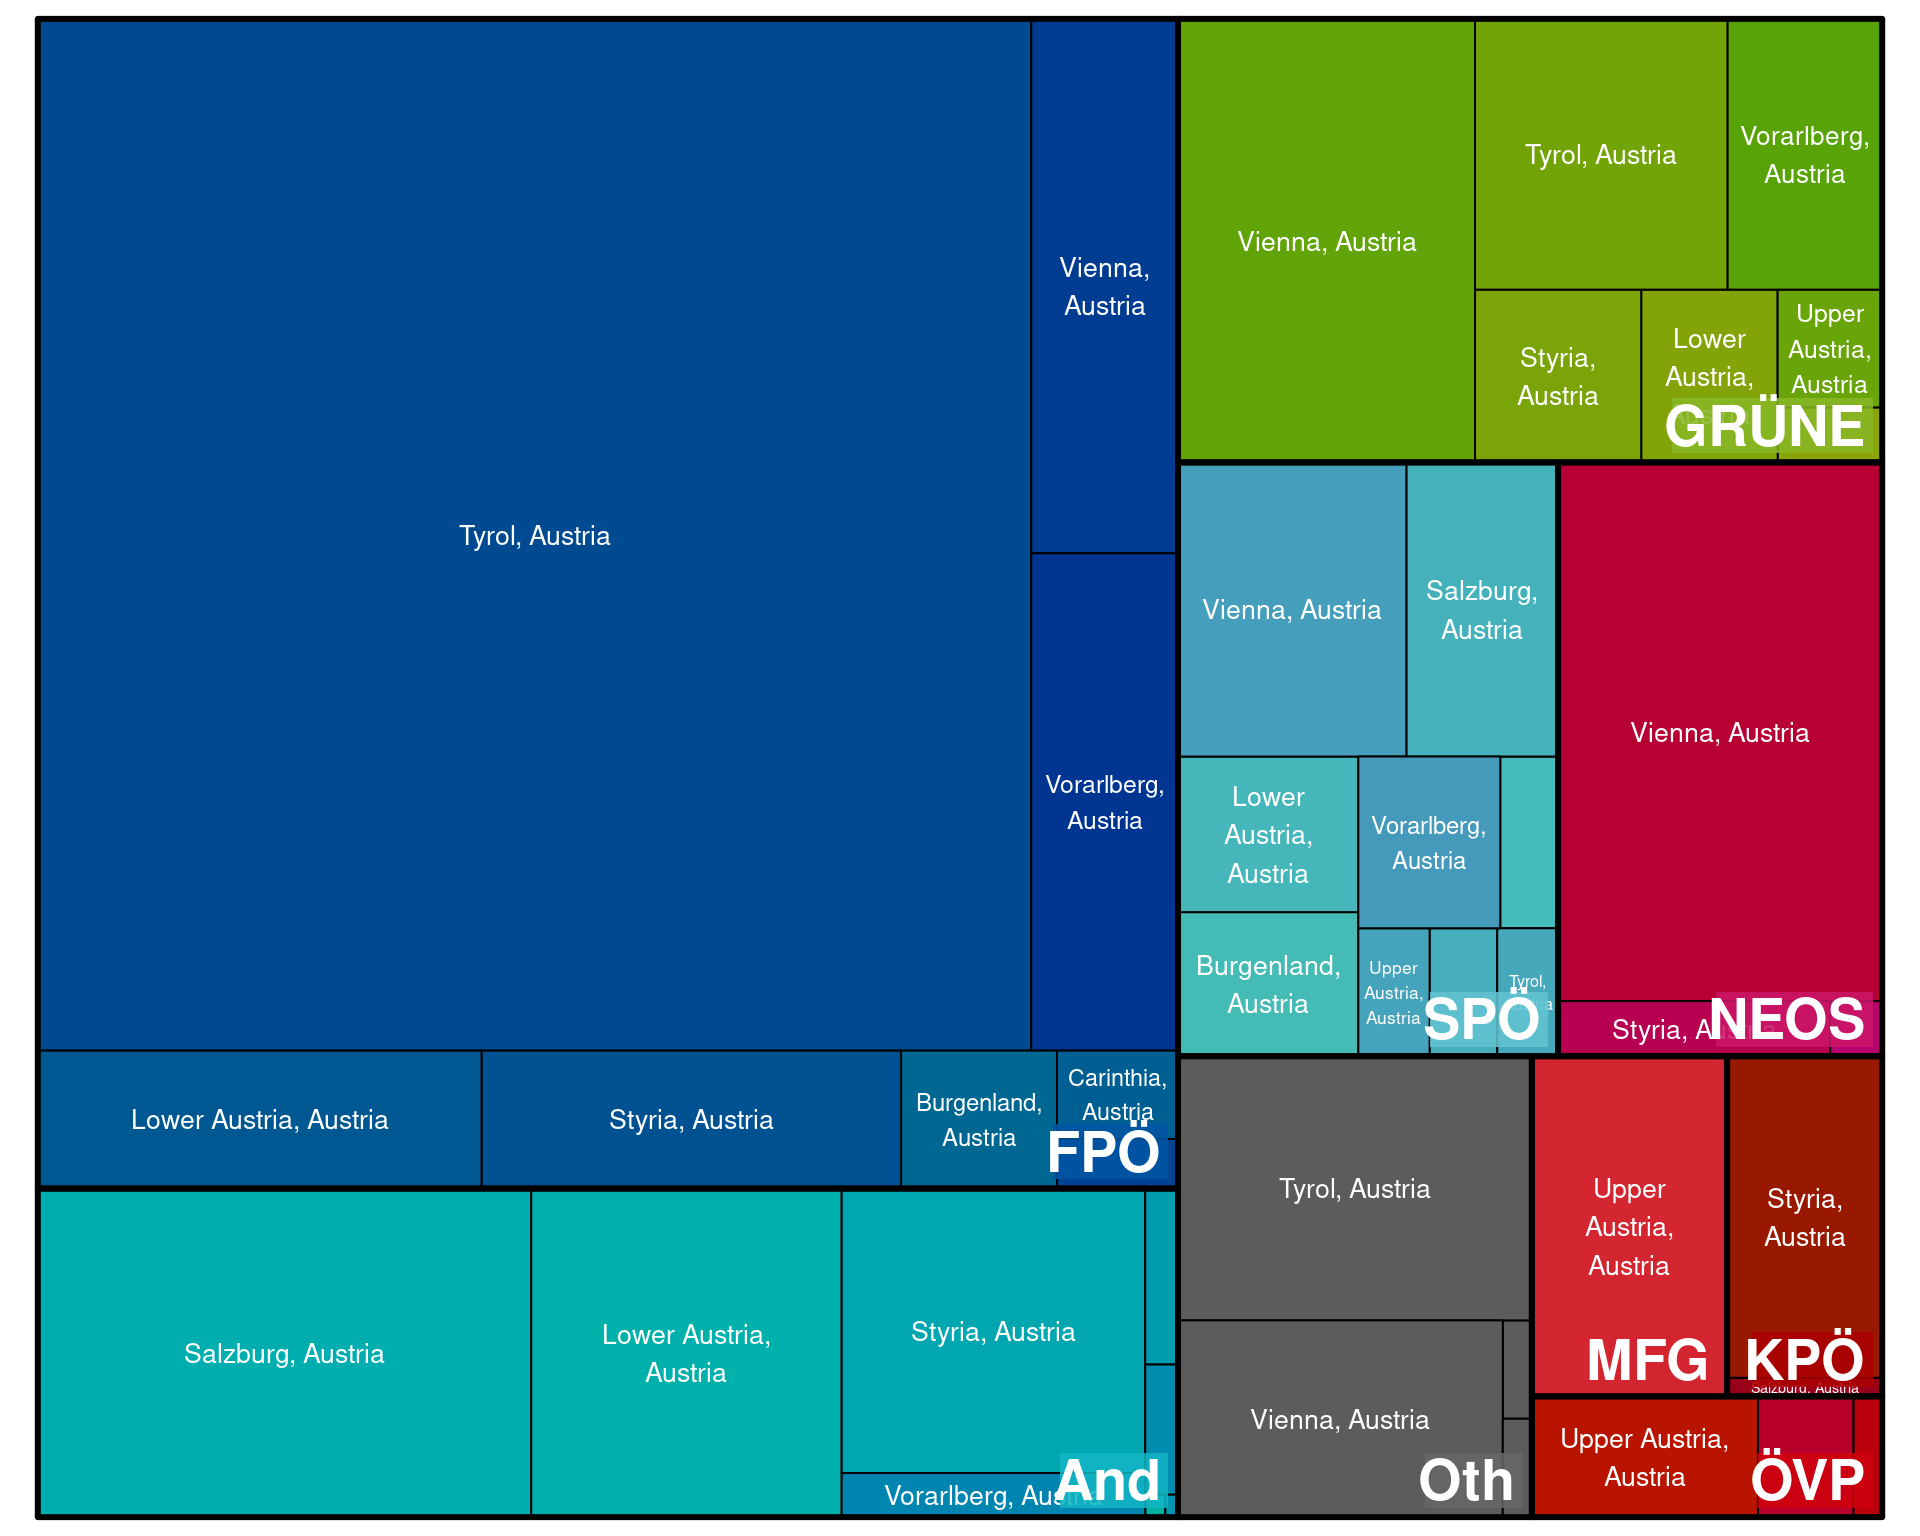 Tyrol, Austria
Vienna,
Austria
Vorarlberg,
Austria
Lower Austria, Austria
Styria, Austria
Burgenland,
Austria
Carinthia,
Austria
FPÖ
Salzburg, Austria
Lower Austria,
Austria
Styria, Austria
Vorarlberg, Austria
And
Vienna, Austria
Tyrol, Austria
Vorarlberg,
Austria
Styria,
Austria
Lower
Austria,
Upper
Austria,
Austria
GRÜNE
Vienna, Austria
Salzburg,
Austria
Lower
Austria,
Austria
Vorarlberg,
Austria
Burgenland,
Austria
Upper
Austria,
Austria
Tyrol,
SPÖ
Vienna, Austria
Styria, Austria
NEOS
Tyrol, Austria
Vienna, Austria
Oth
Upper
Austria,
Austria
MFG
Styria,
Austria
KPÖ
Salzburg, Austria
Upper Austria,
Austria
ÖVP